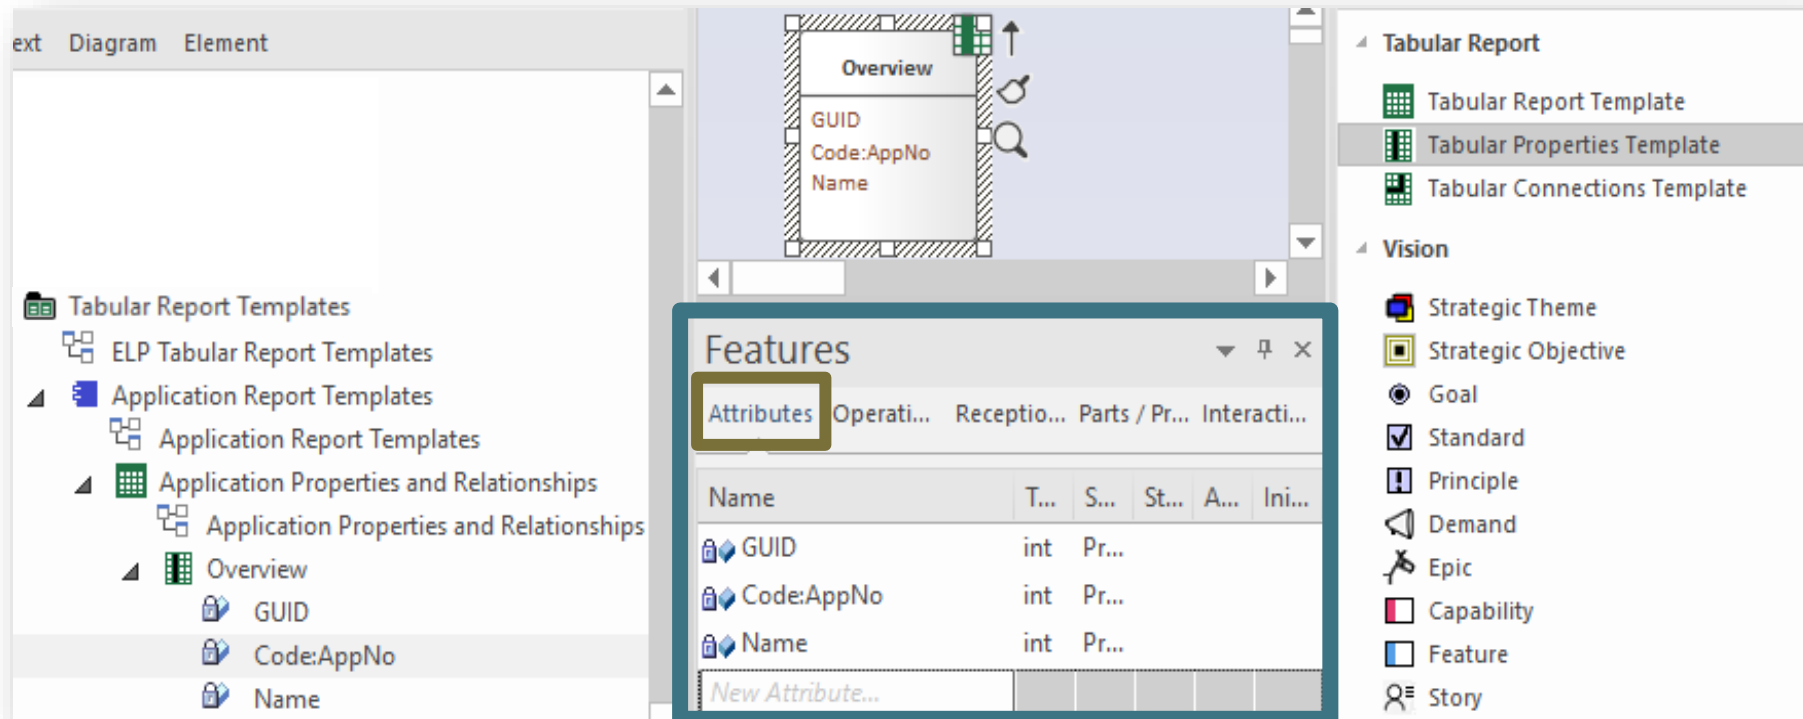 ext Diagram Element
Tabular Report Templates
ELP Tabular Report Templates
Application Report Templates
Application Report Templates
Application Properties and Relationships
Application Properties and Relationships
Overview
GUID
Code:AppNo
Name
Overview
GUID
Code:AppNo
Name
Features
Attributes Operati... Receptio... Parts / Pr... Interacti...
Name T... S... St... A... Ini...
GUID int Pr...
Code:AppNo int Pr...
Name int Pr...
New Attribute...
Tabular Report
Tabular Report Template
Tabular Properties Template
Tabular Connections Template
Vision
Strategic Theme
Strategic Objective
Goal
Standard
Principle
Demand
Epic
Capability
Feature
Story